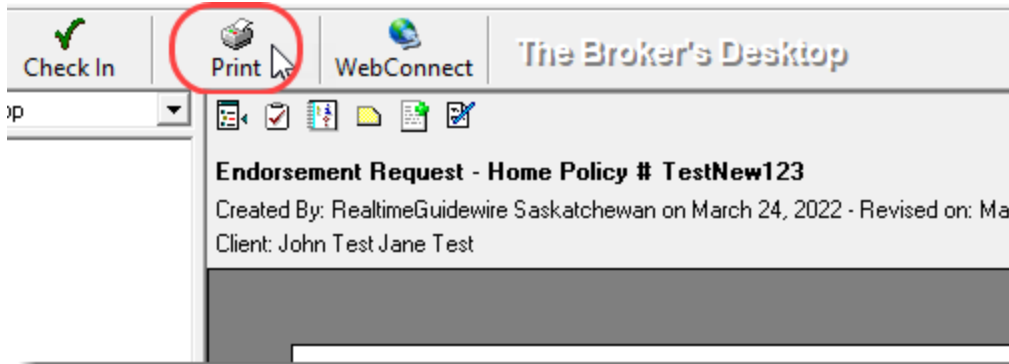 Check In
Print
WebConnect
The Broker's Desktop
op
Endorsement Request - Home Policy # TestNew123
Created By: RealtimeGuidewire Saskatchewan on March 24, 2022 - Revised on: Ma
Client: John Test Jane Test